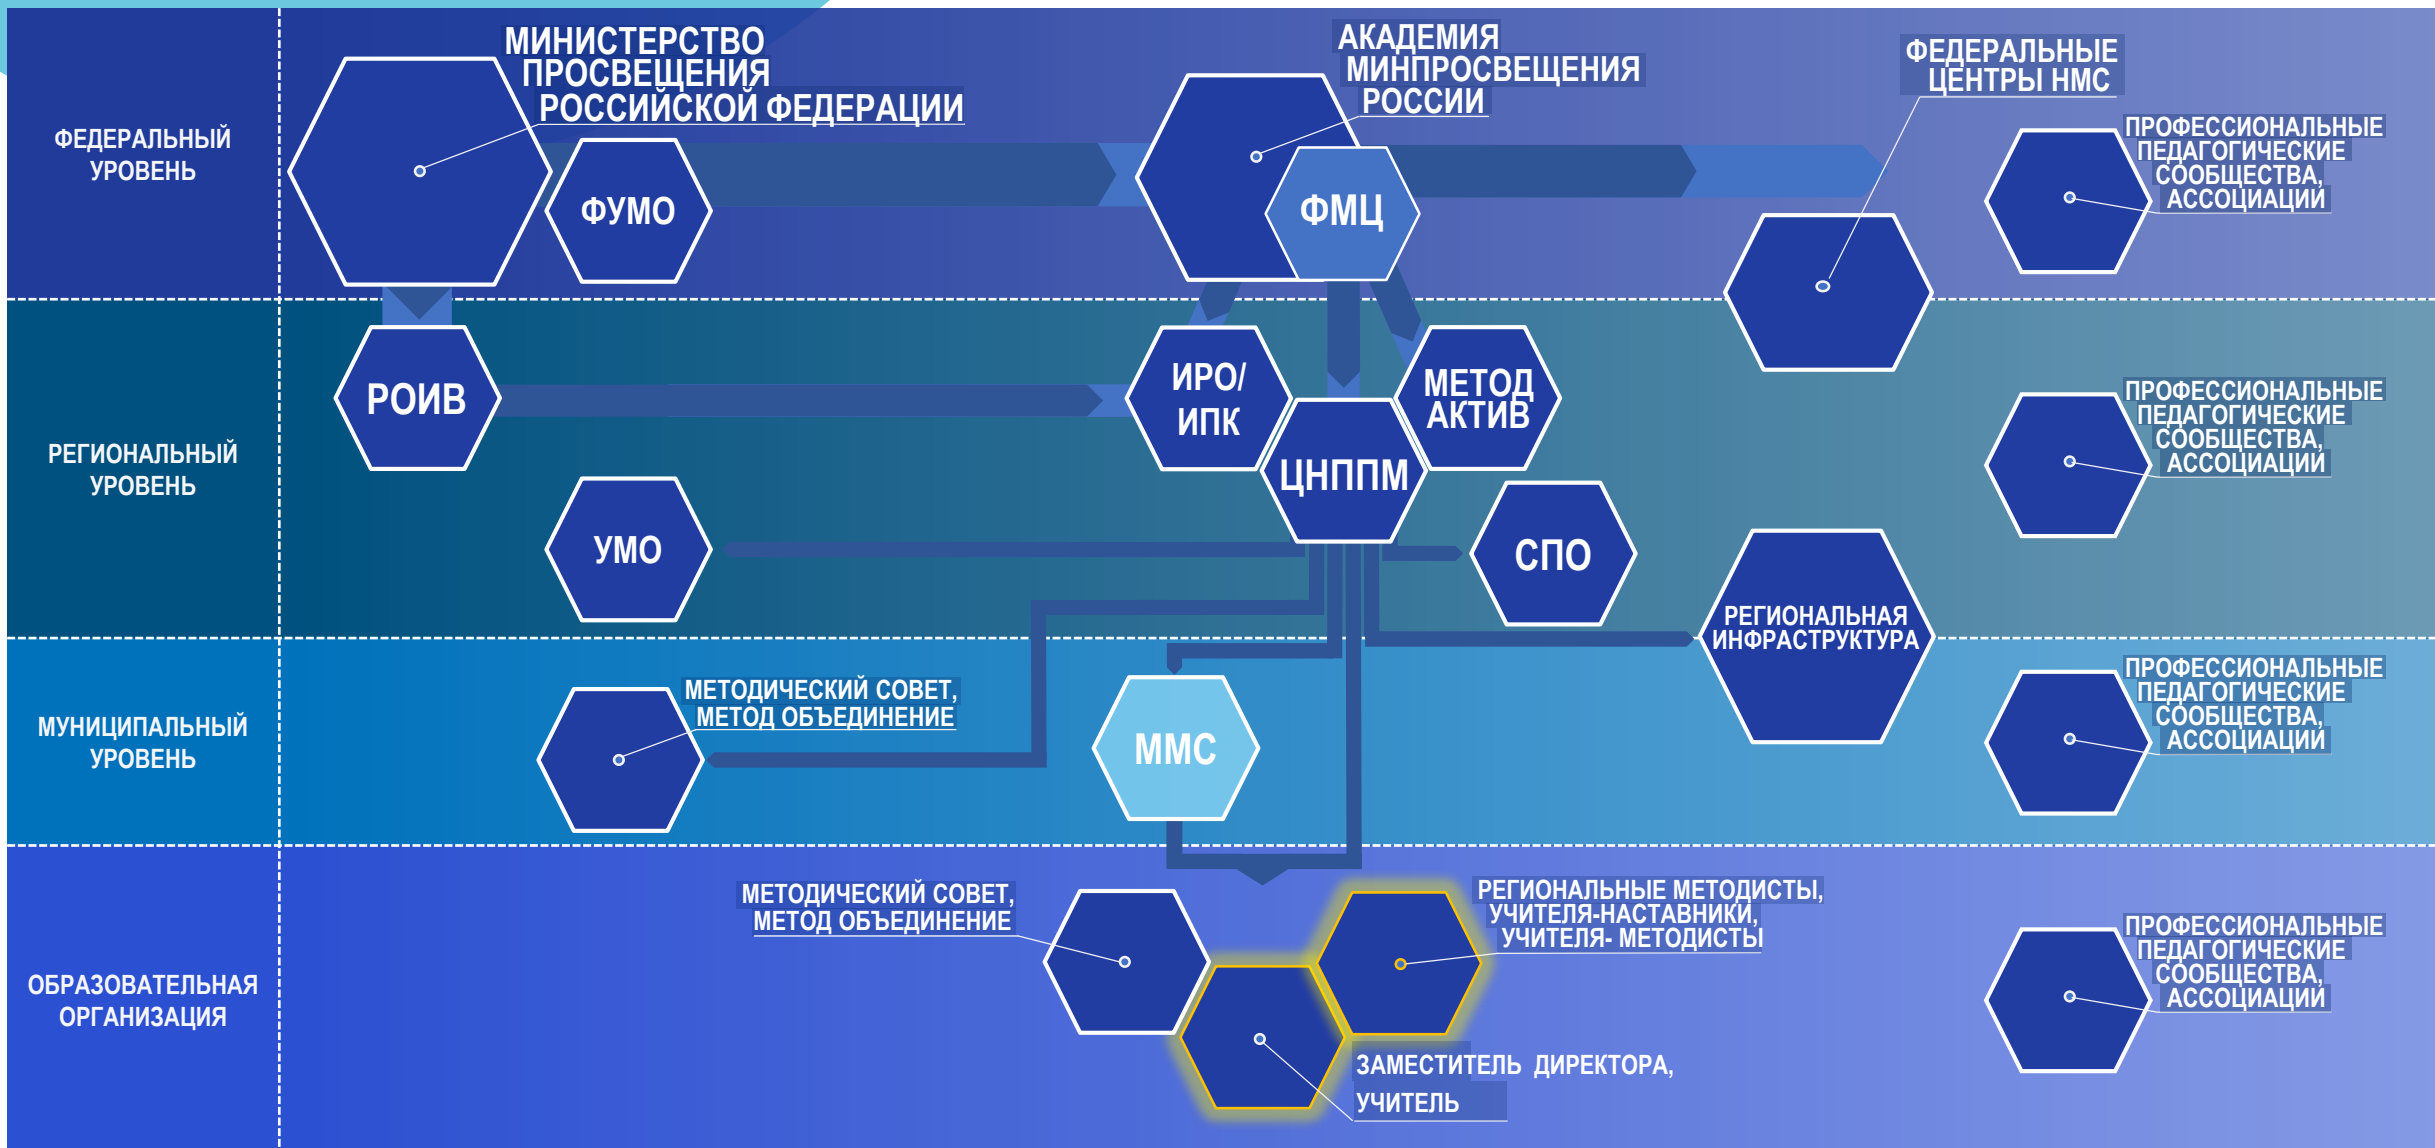 МИНИСТЕРСТВО
ПРОСВЕЩЕНИЯ
РОССИЙСКОЙ ФЕДЕРАЦИИ
АКАДЕМИЯ
МИНПРОСВЕЩЕНИЯ
РОССИИ
ФЕДЕРАЛЬНЫЕ
ЦЕНТРЫ НМС
ФЕДЕРАЛЬНЫЙ
УРОВЕНЬ
ФУМО
ФМЦ
ПРОФЕССИОНАЛЬНЫЕ
ПЕДАГОГИЧЕСКИЕ
СООБЩЕСТВА,
АССОЦИАЦИИ
РЕГИОНАЛЬНЫЙ
УРОВЕНЬ
РОИВ
ИРО/
ИПК
МЕТОД
АКТИВ
ЦНППМ
УМО
СПО
РЕГИОНАЛЬНАЯ
ИНФРАСТРУКТУРА
ПРОФЕССИОНАЛЬНЫЕ
ПЕДАГОГИЧЕСКИЕ
СООБЩЕСТВА,
АССОЦИАЦИИ
МУНИЦИПАЛЬНЫЙ
УРОВЕНЬ
МЕТОДИЧЕСКИЙ СОВЕТ,
МЕТОД ОБЪЕДИНЕНИЕ
ММС
ПРОФЕССИОНАЛЬНЫЕ
ПЕДАГОГИЧЕСКИЕ
СООБЩЕСТВА,
АССОЦИАЦИИ
ОБРАЗОВАТЕЛЬНАЯ
ОРГАНИЗАЦИЯ
МЕТОДИЧЕСКИЙ СОВЕТ,
МЕТОД ОБЪЕДИНЕНИЕ
РЕГИОНАЛЬНЫЕ МЕТОДИСТЫ,
УЧИТЕЛЯ-НАСТАВНИКИ,
УЧИТЕЛЯ- МЕТОДИСТЫ
ЗАМЕСТИТЕЛЬ ДИРЕКТОРА,
УЧИТЕЛЬ
ПРОФЕССИОНАЛЬНЫЕ
ПЕДАГОГИЧЕСКИЕ
СООБЩЕСТВА,
АССОЦИАЦИИ